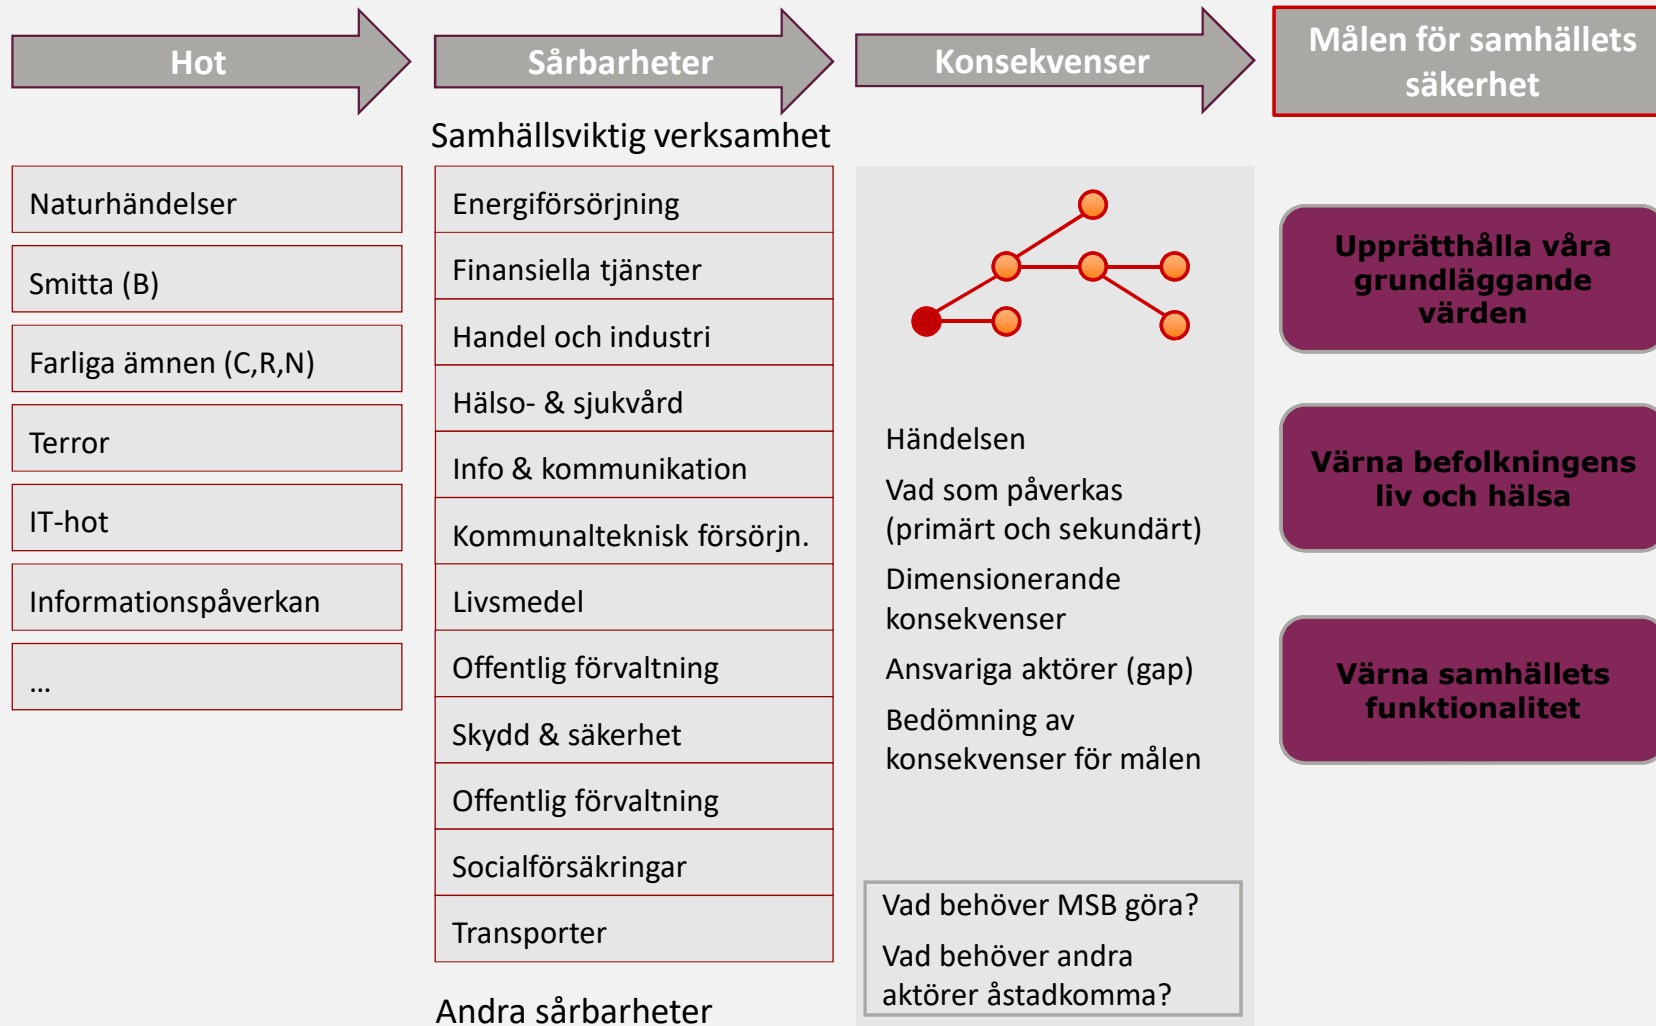 Hot
Sårbarheter
Konsekvenser
Målen för samhällets
säkerhet
Samhällsviktig verksamhet
Naturhändelser
Smitta (B)
Farliga ämnen (C,R,N)
Terror
IT-hot
Informationspåverkan
...
Energiförsörjning
Finansiella tjänster
Handel och industri
Hälso- & sjukvård
Info & kommunikation
Kommunalteknisk försörjn.
Livsmedel
Offentlig förvaltning
Skydd & säkerhet
Offentlig förvaltning
Socialförsäkringar
Transporter
Andra sårbarheter
Händelsen
Vad som påverkas
(primärt och sekundärt)
Dimensionerande
konsekvenser
Ansvariga aktörer (gap)
Bedömning av
konsekvenser för målen
Vad behöver MSB göra?
Vad behöver andra
aktörer åstadkomma?
Upprätthålla våra
grundläggande
värden
Värna befolkningens
liv och hälsa
Värna samhällets
funktionalitet